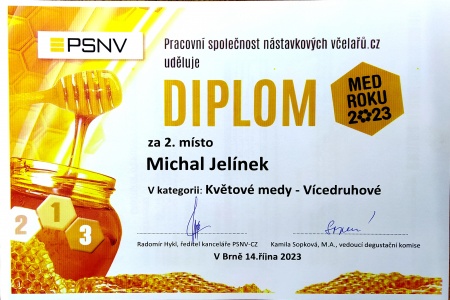 PSNV
Pracovní společnost nástavkových včelařů.cz
uděluje
DIPLOM
MED
ROKU
2023
za 2. místo
Michal Jelínek
V kategorii: Květové medy - Vícedruhové
2 1 3
Radomír Hykl, ředitel kanceláře PSNV-CZ
Kamila Sopková, M.A., vedoucí degustační komise
V Brně 14.října 2023